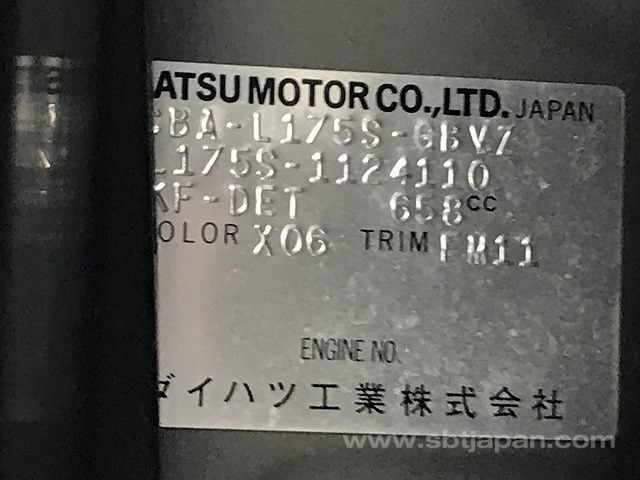 ATSU MOTOR CO.,LTD. JAPAN
CBA-L175S-GBVZ
L175S-1124110
KF-DET 658CC
OLOR X06 TRIM FM11
ENGINE NO.
ダイハツ工業株式会社
www.sbtjapan.com